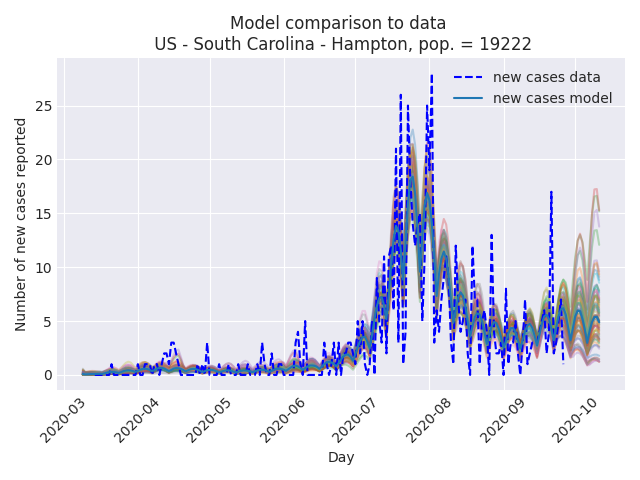 Model comparison to data
US - South Carolina - Hampton, pop. = 19222
new cases data
new cases model
Number of new cases reported
25
20
15
10
5
0
2020-03
2020-04
2020-05
2020-06
2020-07
2020-08
2020-09
2020-10
Day